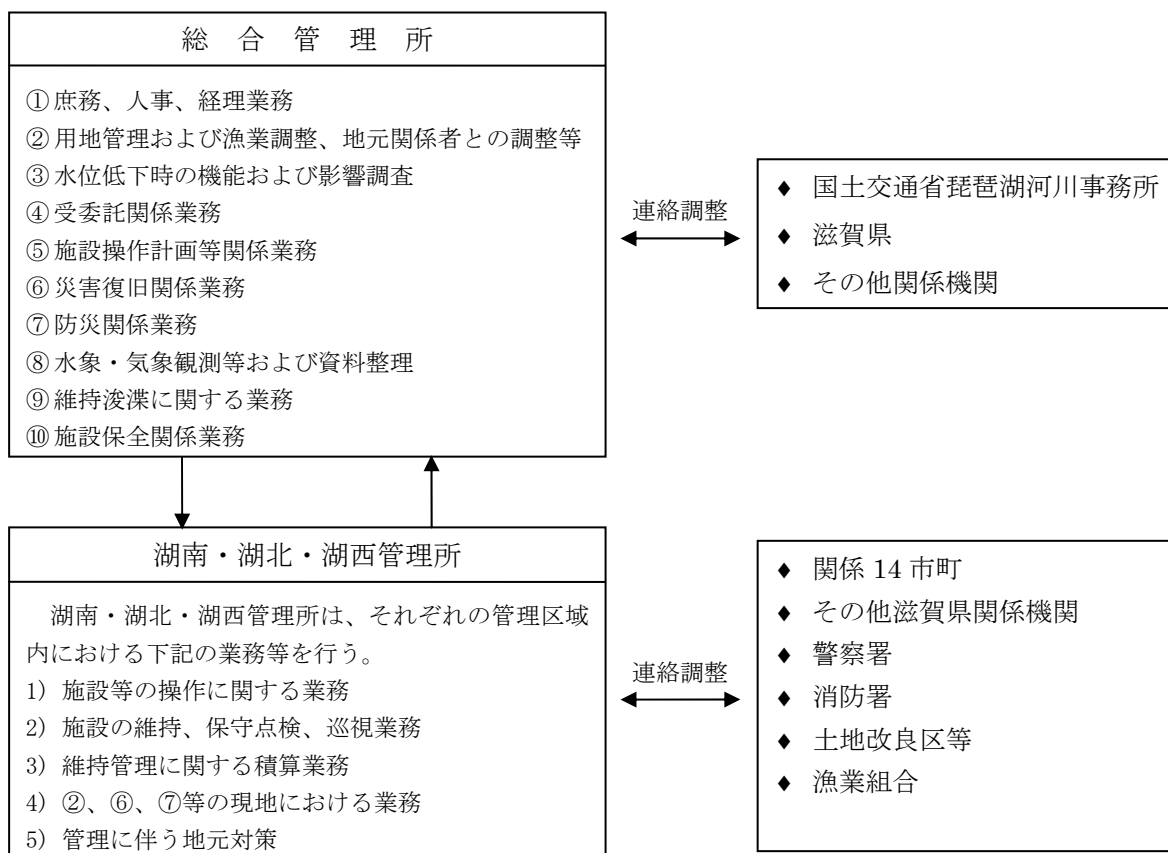 総 合 管 理 所
①庶務、人事、経理業務
②用地管理および漁業調整、地元関係者との調整等
③水位低下時の機能および影響調査
④受委託関係業務
⑤施設操作計画等関係業務
⑥災害復旧関係業務
⑦防災関係業務
⑧水象・気象観測等および資料整理
⑨維持浚渫に関する業務
⑩施設保全関係業務
連絡調整
♦ 国土交通省琵琶湖河川事務所
♦ 滋賀県
♦ その他関係機関
湖南・湖北・湖西管理所
湖南・湖北・湖西管理所は、それぞれの管理区域
内における下記の業務等を行う。
1) 施設等の操作に関する業務
2) 施設の維持、保守点検、巡視業務
3) 維持管理に関する積算業務
4) ②、⑥、⑦等の現地における業務
5) 管理に伴う地元対策
連絡調整
♦ 関係 14 市町
♦ その他滋賀県関係機関
♦ 警察署
♦ 消防署
♦ 土地改良区等
♦ 漁業組合